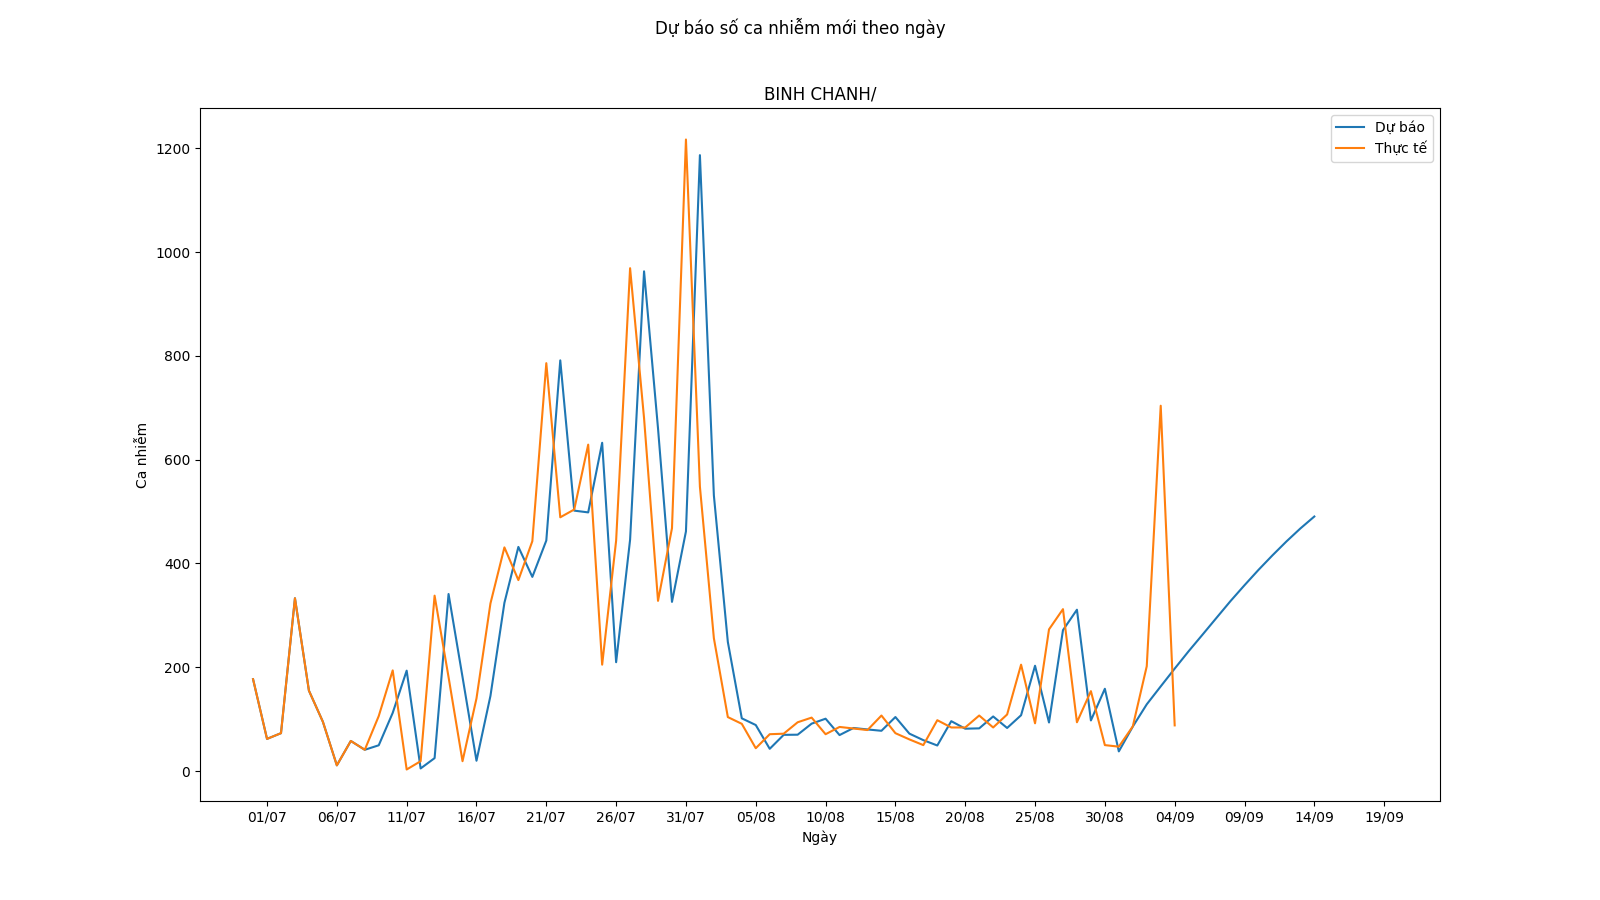 Dự báo số ca nhiễm mới theo ngày
BINH CHANH/
Dự báo
Thực tế
1200
1000
800
600
400
200
0
Ca nhiễm
01/07 06/07 11/07 16/07 21/07 26/07 31/07 05/08 10/08 15/08 20/08 25/08 30/08 04/09 09/09 14/09 19/09
Ngày